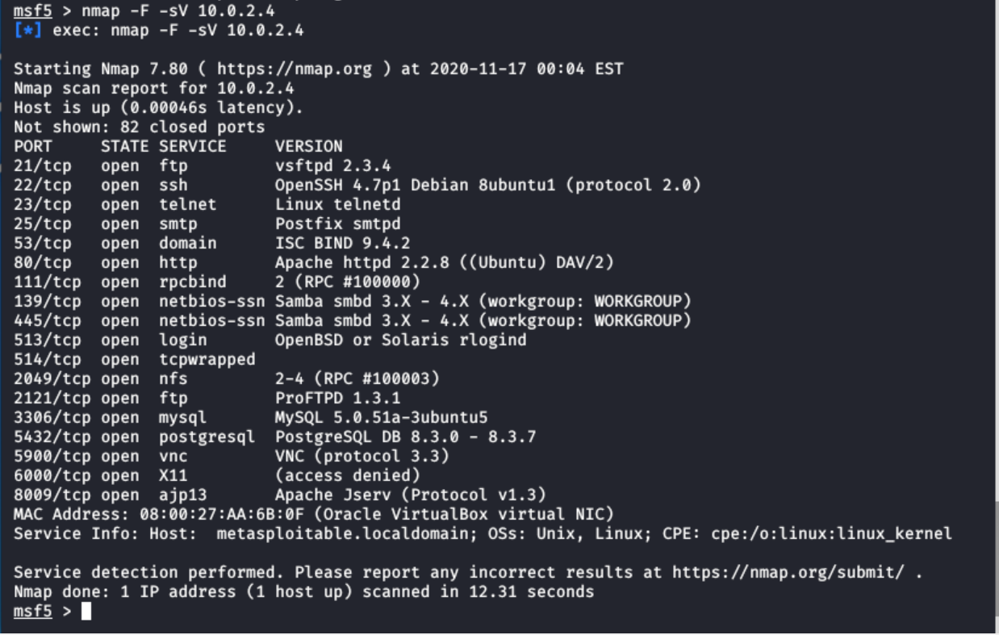 msf5 > nmap -F -sV 10.0.2.4
[*] exec: nmap -F -sV 10.0.2.4
Starting Nmap 7.80 ( https://nmap.org ) at 2020-11-17 00:04 EST
Nmap scan report for 10.0.2.4
Host is up (0.00046s latency).
Not shown: 82 closed ports
PORT     STATE SERVICE     VERSION
21/tcp   open  ftp         vsftpd 2.3.4
22/tcp   open  ssh         OpenSSH 4.7p1 Debian 8ubuntu1 (protocol 2.0)
23/tcp   open  telnet      Linux telnetd
25/tcp   open  smtp        Postfix smtpd
53/tcp   open  domain      ISC BIND 9.4.2
80/tcp   open  http        Apache httpd 2.2.8 ((Ubuntu) DAV/2)
111/tcp  open  rpcbind     2 (RPC #100000)
139/tcp  open  netbios-ssn Samba smbd 3.X - 4.X (workgroup: WORKGROUP)
445/tcp  open  netbios-ssn Samba smbd 3.X - 4.X (workgroup: WORKGROUP)
513/tcp  open  login       OpenBSD or Solaris rlogind
514/tcp  open  tcpwrapped
2049/tcp open  nfs         2-4 (RPC #100003)
2121/tcp open  ftp         ProFTPD 1.3.1
3306/tcp open  mysql       MySQL 5.0.51a-3ubuntu5
5432/tcp open  postgresql  PostgreSQL DB 8.3.0 - 8.3.7
5900/tcp open  vnc         VNC (protocol 3.3)
6000/tcp open  X11         (access denied)
8009/tcp open  ajp13       Apache Jserv (Protocol v1.3)
MAC Address: 08:00:27:AA:6B:0F (Oracle VirtualBox virtual NIC)
Service Info: Host:  metasploitable.localdomain; OSs: Unix, Linux; CPE: cpe:/o:linux:linux_kernel
Service detection performed. Please report any incorrect results at https://nmap.org/submit/ .
Nmap done: 1 IP address (1 host up) scanned in 12.31 seconds
msf5 >